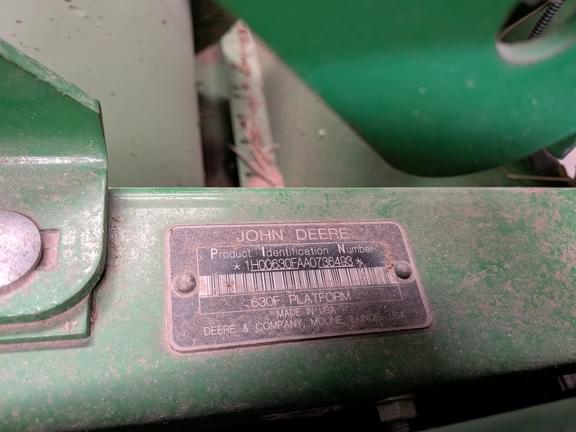 JOHN DEERE
Product Identification Number
*1H00630FAA0736493*
630F PLATFORM
MADE IN USA
DEERE & COMPANY, MOLINE, ILLINOIS, USA